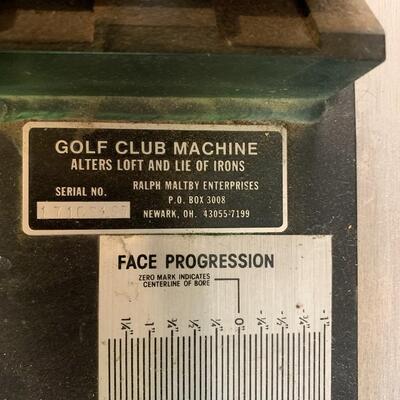 GOLF CLUB MACHINE
ALTERS LOFT AND LIE OF IRONS
SERIAL NO.
RALPH MALTBY ENTERPRISES
P.O. BOX 3008
NEWARK, OH. 43055-7199
FACE PROGRESSION
ZERO MARK INDICATES
CENTERLINE OF BORE
0